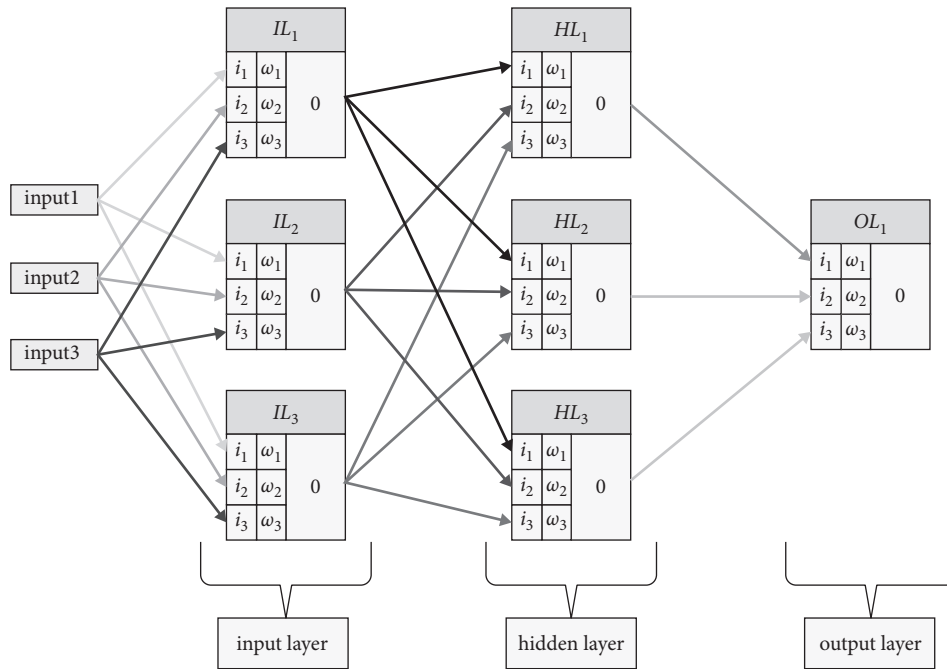 input1
input2
input3
IL₁
i₁ ω₁
i₂ ω₂ 0
i₃ ω₃
IL₂
i₁ ω₁
i₂ ω₂ 0
i₃ ω₃
IL₃
i₁ ω₁
i₂ ω₂ 0
i₃ ω₃
HL₁
i₁ ω₁
i₂ ω₂ 0
i₃ ω₃
HL₂
i₁ ω₁
i₂ ω₂ 0
i₃ ω₃
HL₃
i₁ ω₁
i₂ ω₂ 0
i₃ ω₃
OL₁
i₁ ω₁
i₂ ω₂ 0
i₃ ω₃
input layer
hidden layer
output layer